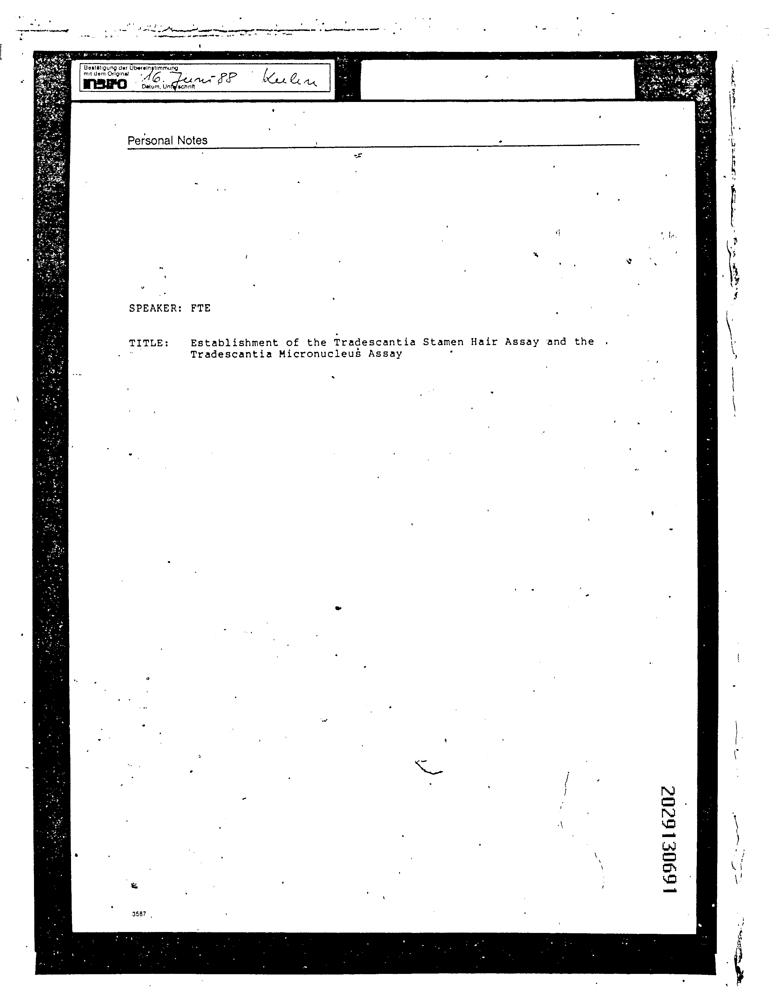 Bestätigung der Übereinstimmung
mit dem Original
INBIFO 16. Juni 88
Datum, Unterschrift
Personal Notes
SPEAKER: FTE
TITLE: Establishment of the Tradescantia Stamen Hair Assay and the
Tradescantia Micronucleus Assay
2029130691
3587